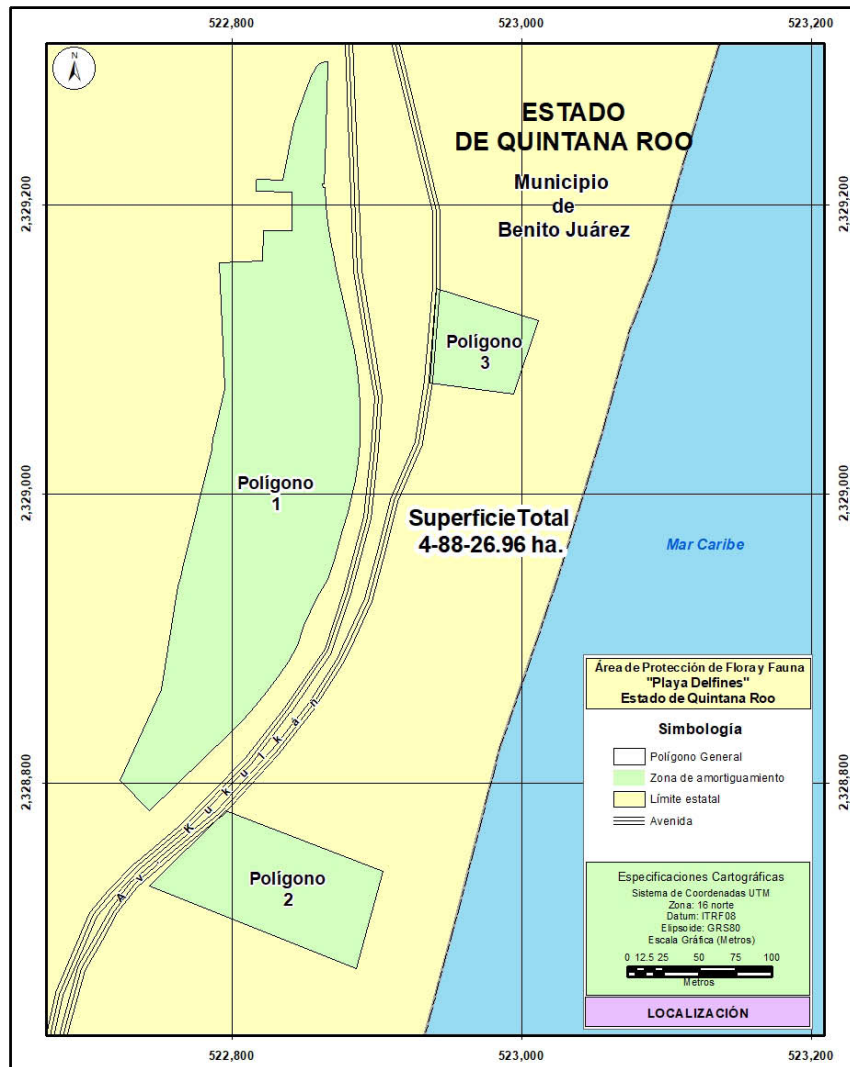 522,800
523,000
523,200
N
ESTADO
DE QUINTANA ROO
Municipio
de
Benito Juárez
2,329,200
2,329,200
Polígono
3
Polígono
1
2,329,000
2,329,000
SuperficieTotal
4-88-26.96 ha.
Mar Caribe
Área de Protección de Flora y Fauna
"Playa Delfines"
Estado de Quintana Roo
Simbología
Polígono General
Zona de amortiguamiento
Límite estatal
Avenida
2,328,800
2,328,800
Av. Kukulkán
Polígono
2
Especificaciones Cartográficas
Sistema de Coordenadas UTM
Zona: 16 norte
Datum: ITRF08
Elipsoide: GRS80
Escala Gráfica (Metros)
0 12.5 25 50 75 100
Metros
LOCALIZACIÓN
522,800
523,000
523,200